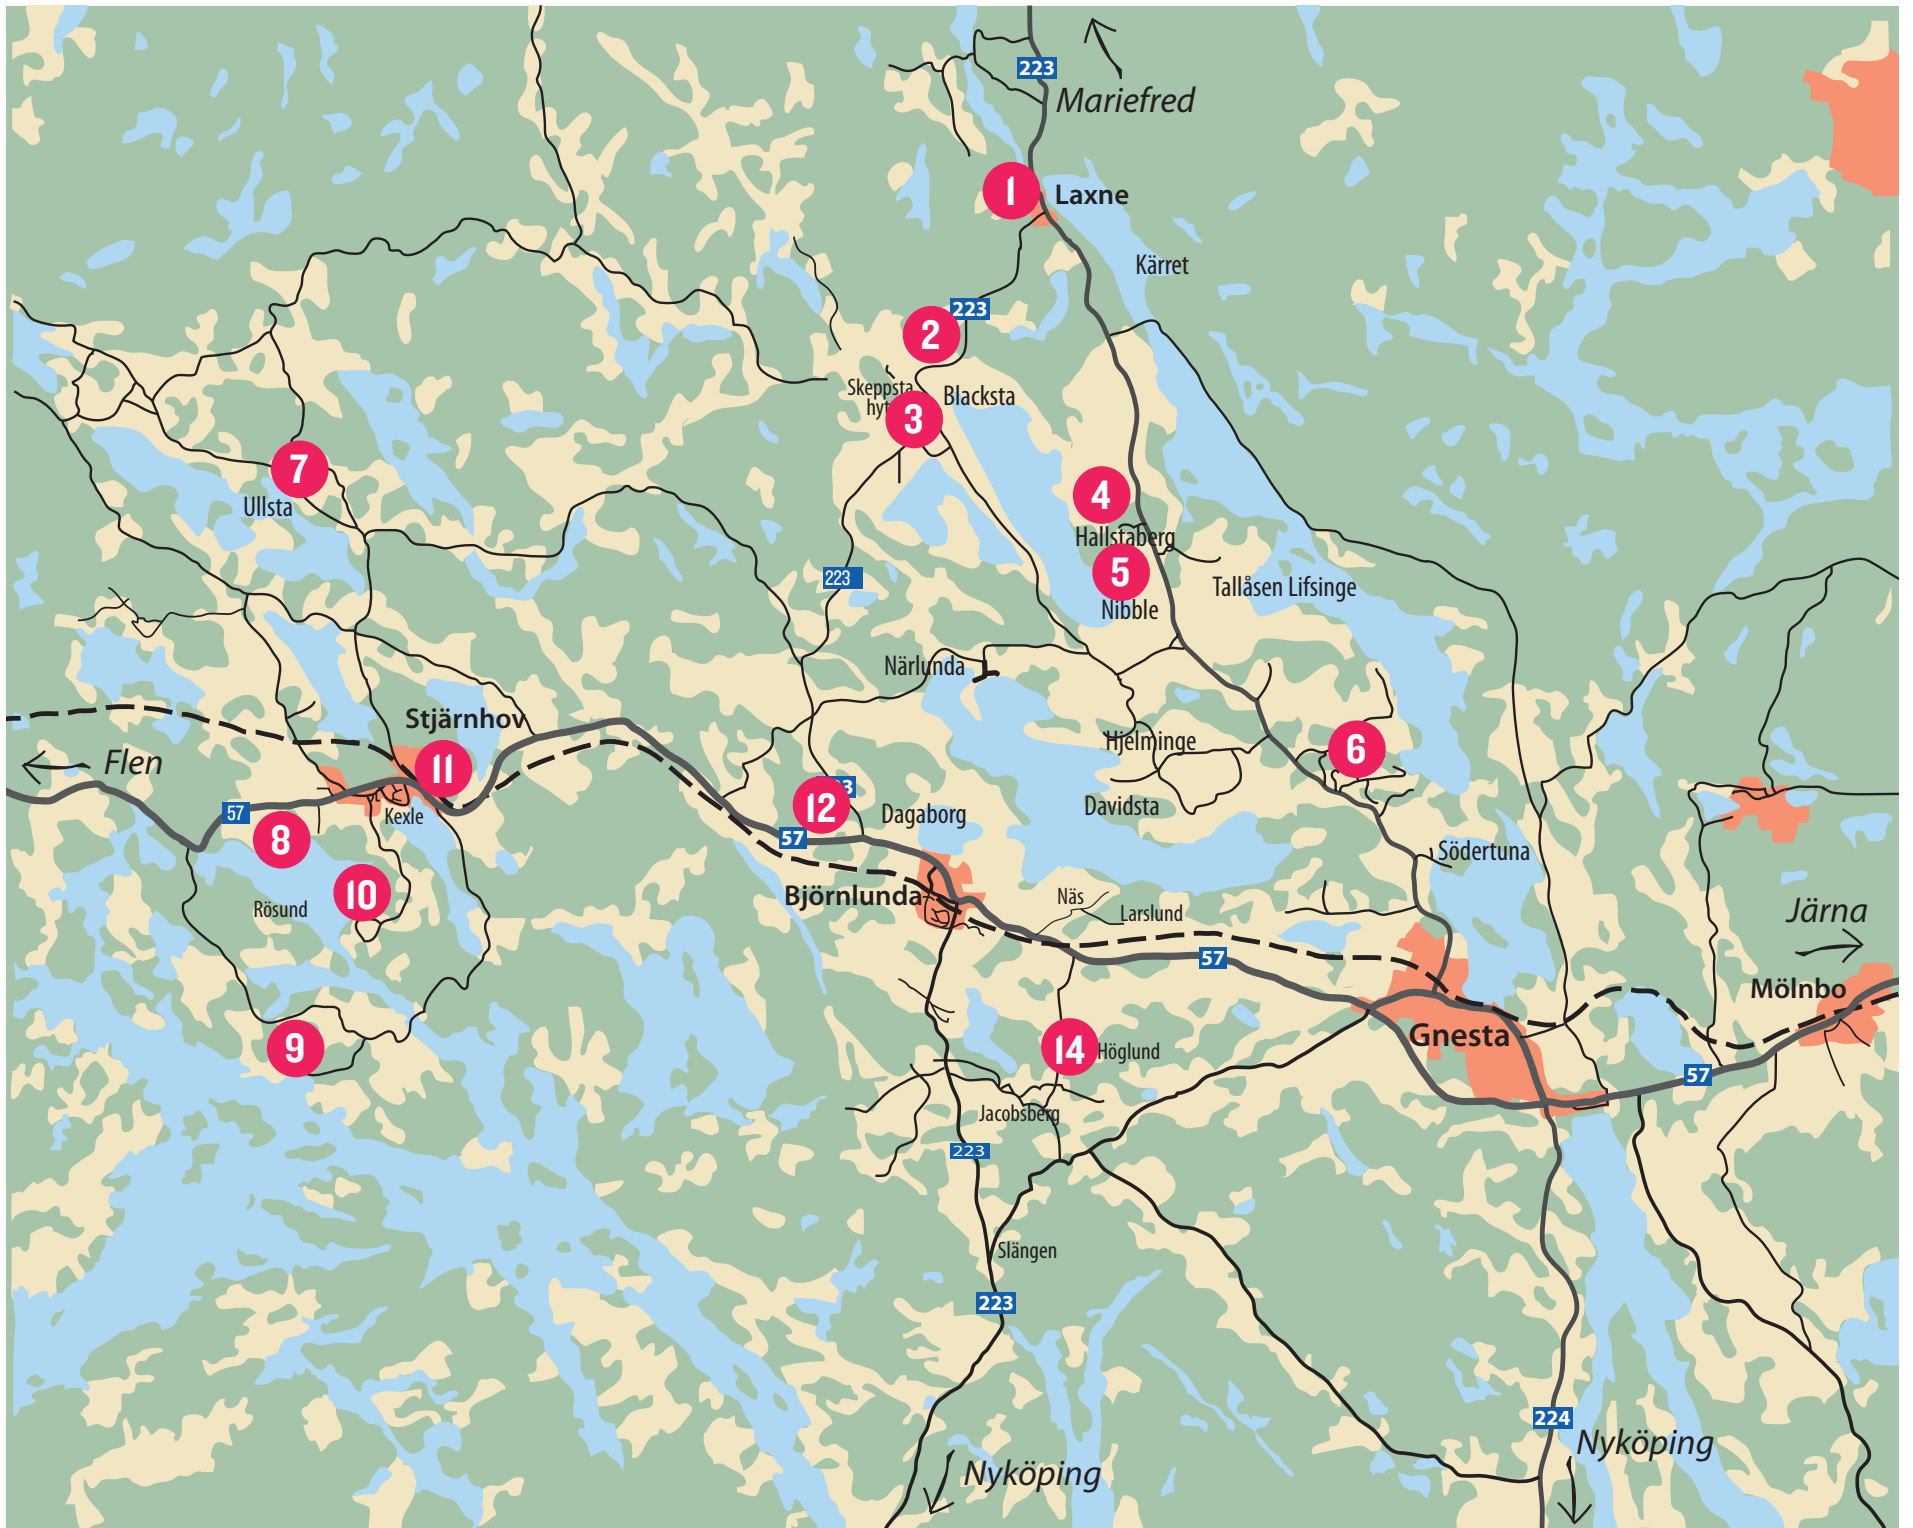 223
Mariefred
1
Laxne
Kärret
223
2
Skeppsta
Blacksta
3
7
Ullsta
4
Hallstaberg
5
Nibble
223
Tallåsen Lifsinge
Närlunda
Stjärnhov
Hjelminge
6
Flen
11
57
Kexle
8
12
57
Dagaborg
Davidsta
Södertuna
10
Rösund
Björnlunda
Näs
Larslund
57
Järna
Mölnbo
9
14
Höglund
Gnesta
57
Jacobsberg
223
Slängen
223
224
Nyköping
Nyköping